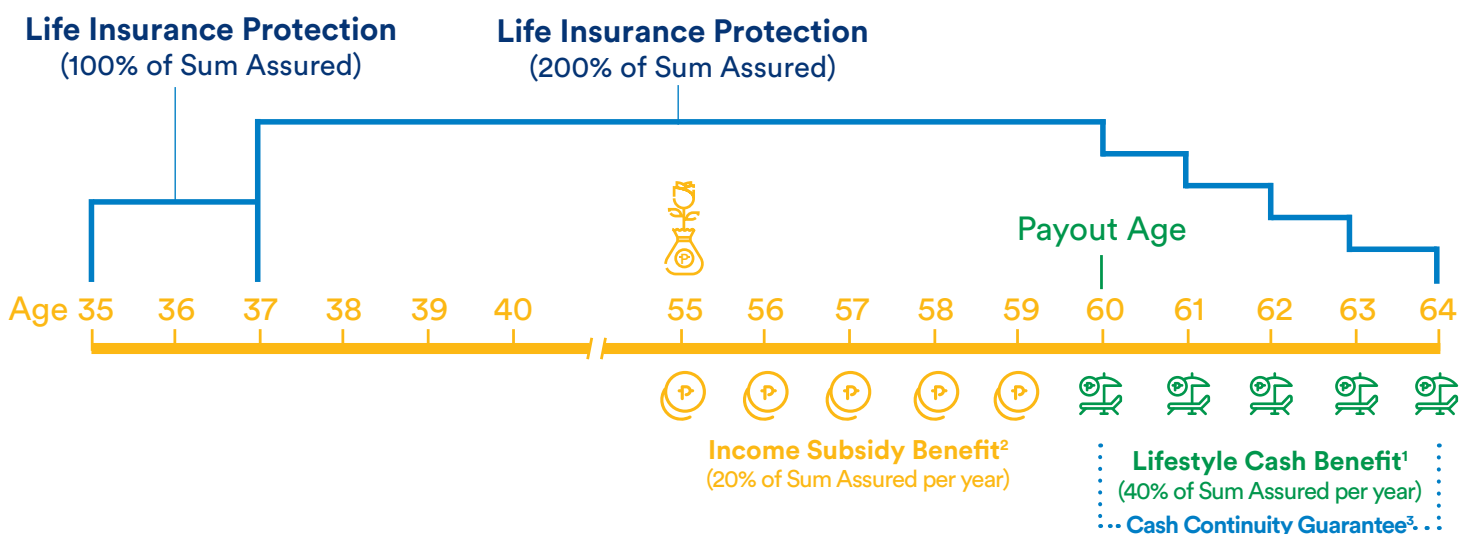 Life Insurance Protection
(100% of Sum Assured)
Life Insurance Protection
(200% of Sum Assured)
Payout Age
Age 35 36 37 38 39 40 55 56 57 58 59 60 61 62 63 64
Income Subsidy Benefit²
(20% of Sum Assured per year)
Lifestyle Cash Benefit¹
(40% of Sum Assured per year)
Cash Continuity Guarantee³